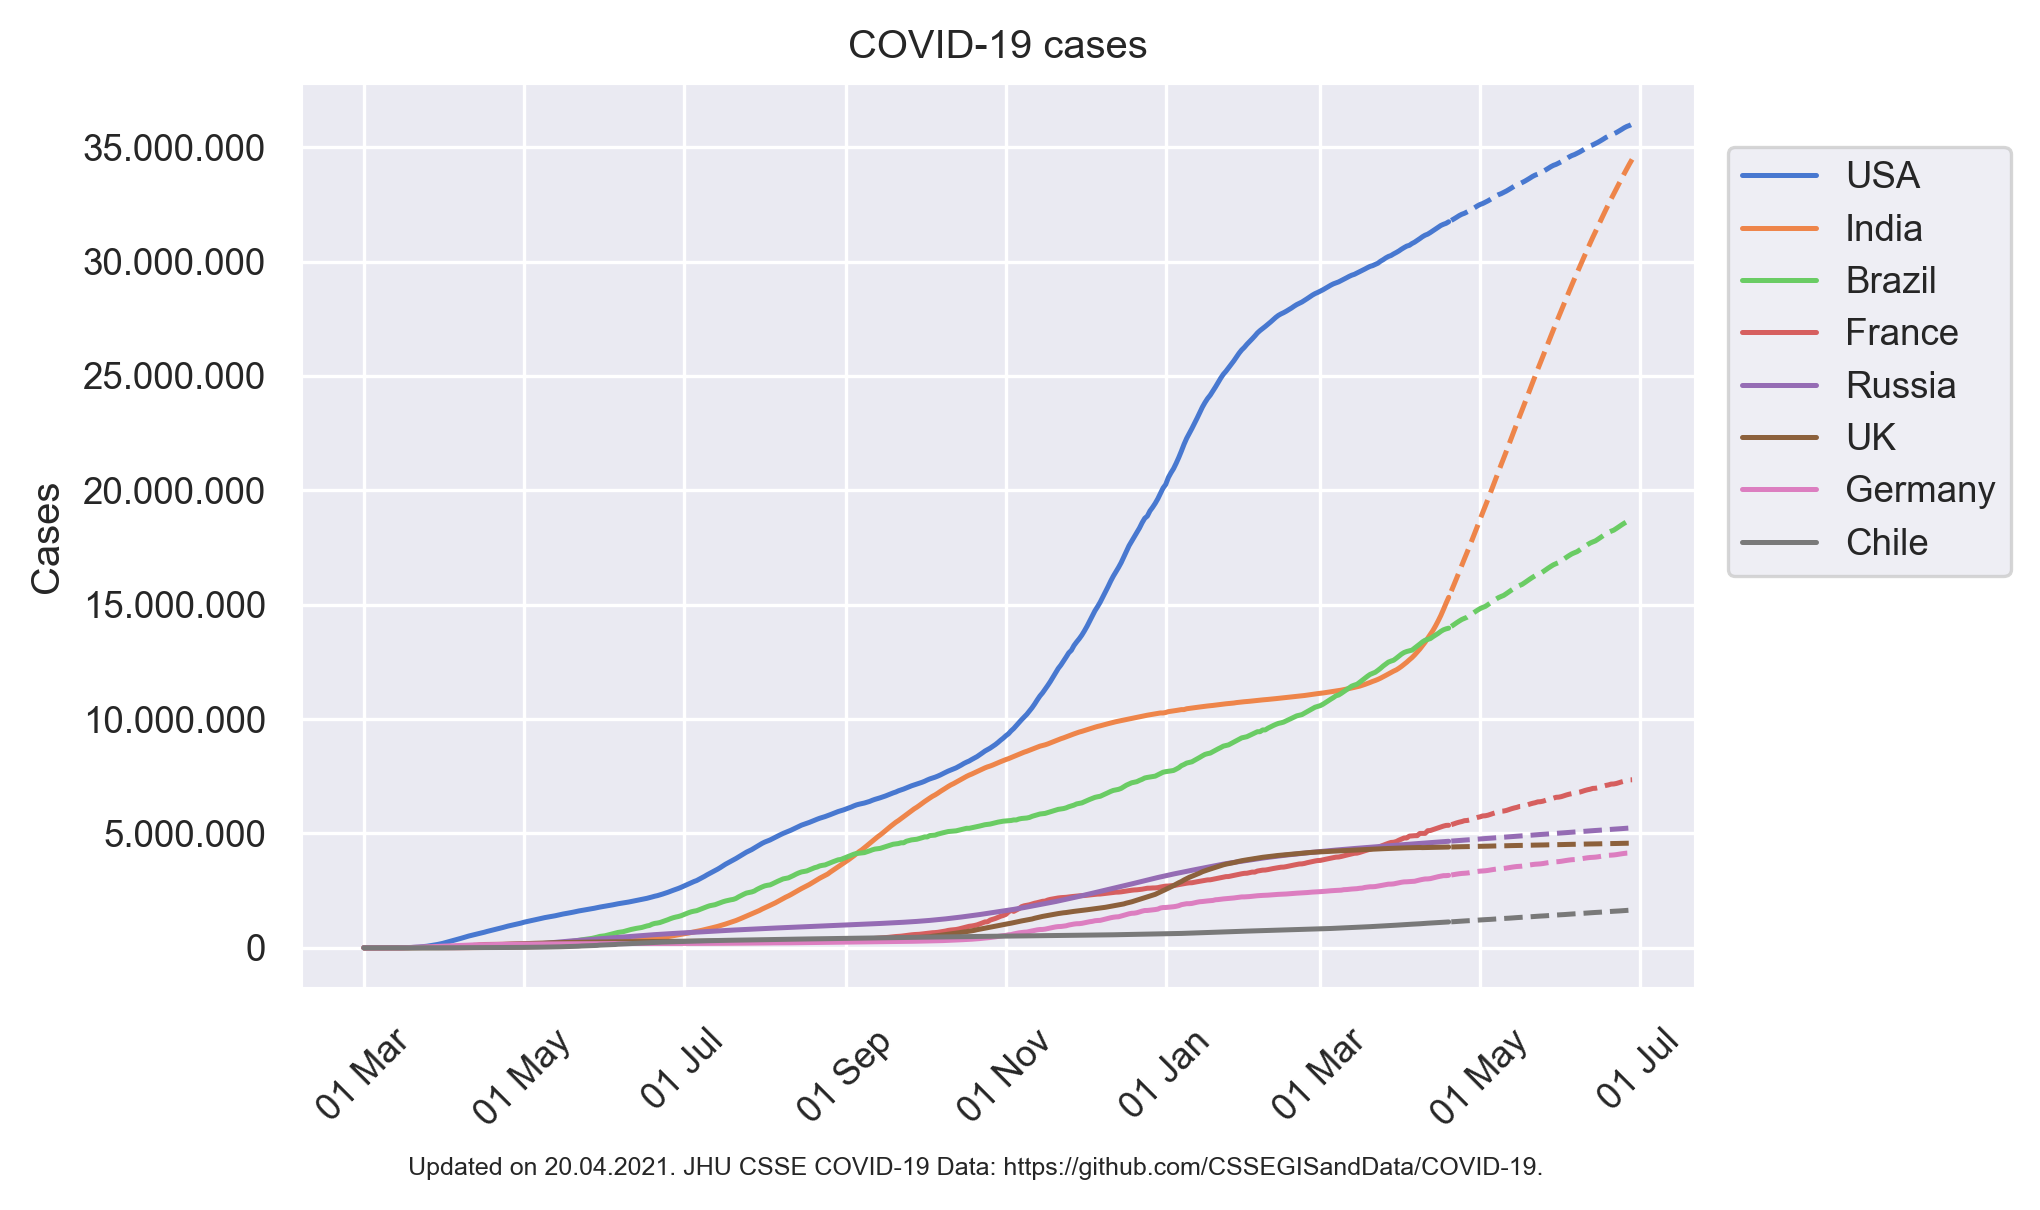 COVID-19 cases
35.000.000
30.000.000
25.000.000
20.000.000
15.000.000
10.000.000
5.000.000
0
Cases
USA
India
Brazil
France
Russia
UK
Germany
Chile
01 Mar
01 May
01 Jul
01 Sep
01 Nov
01 Jan
01 Mar
01 May
01 Jul
Updated on 20.04.2021. JHU CSSE COVID-19 Data: https://github.com/CSSEGISandData/COVID-19.